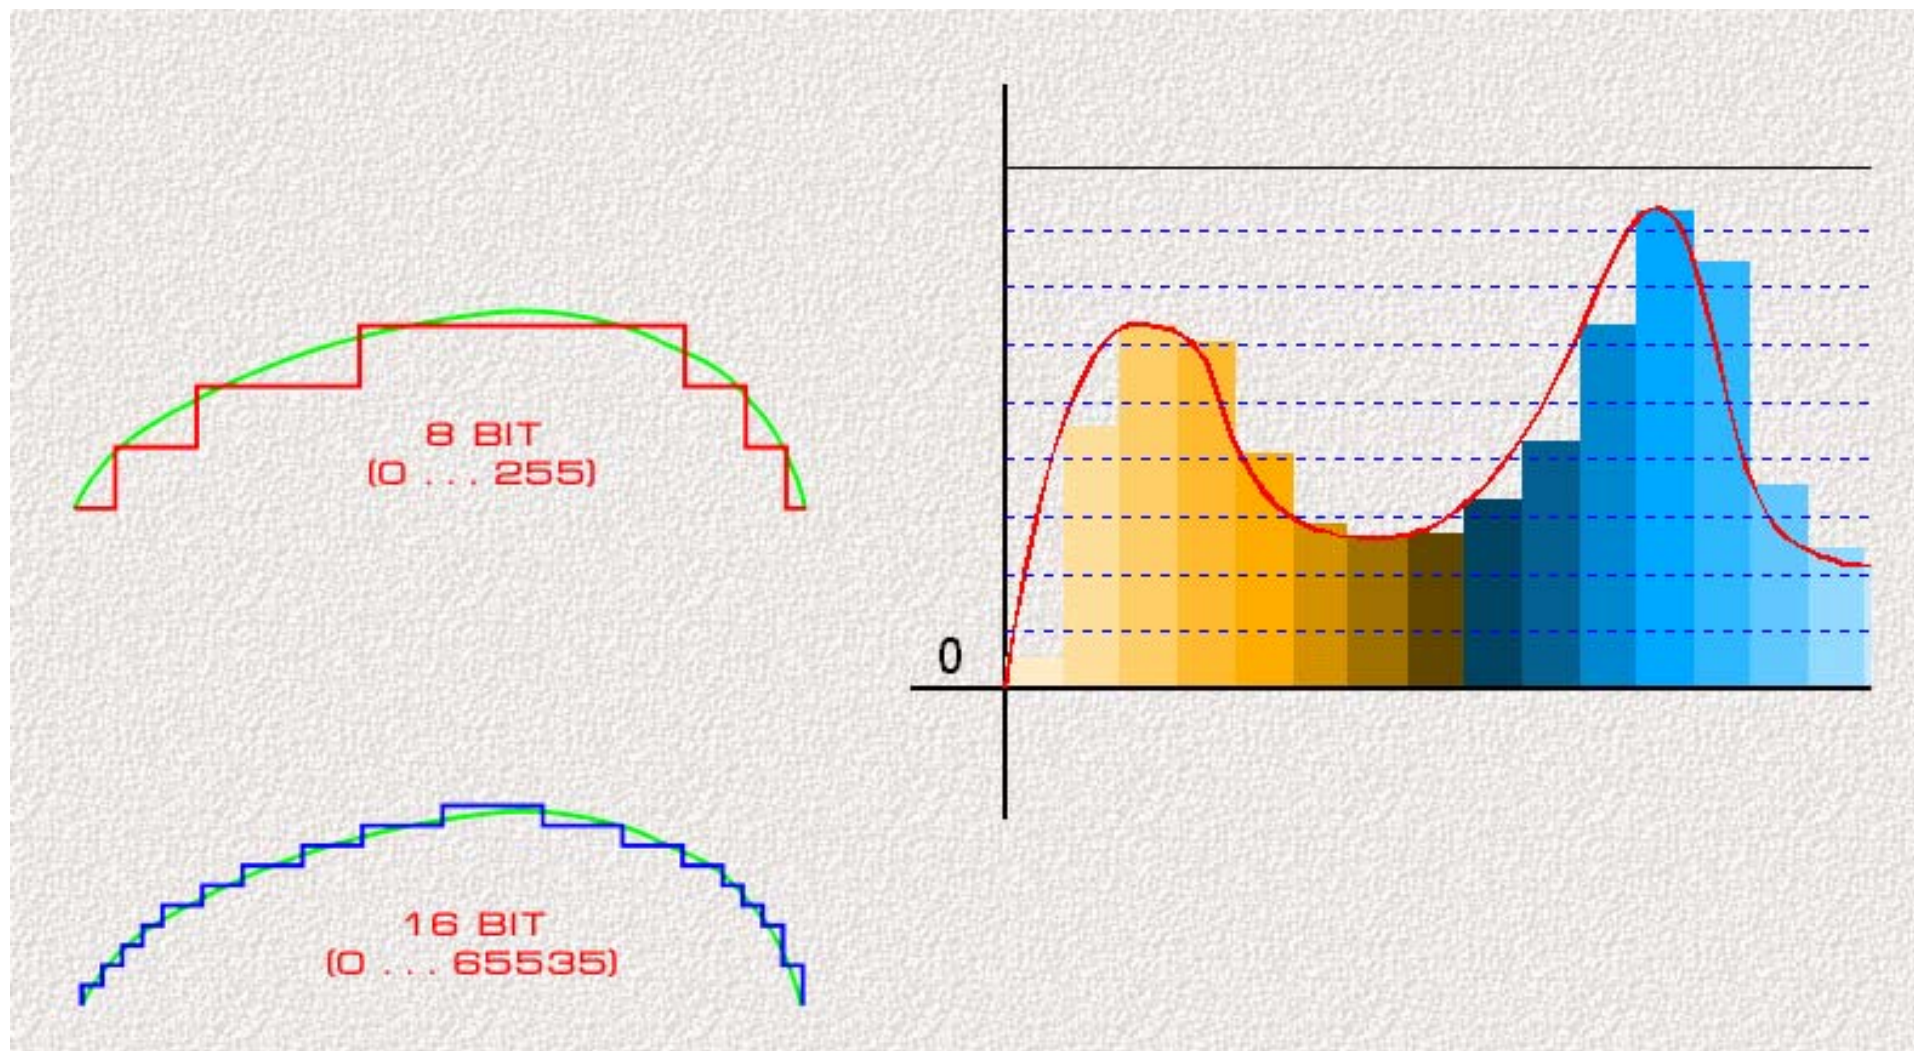 8 BIT
(0 . . . 255)
0
16 BIT
(0 . . . 65535)